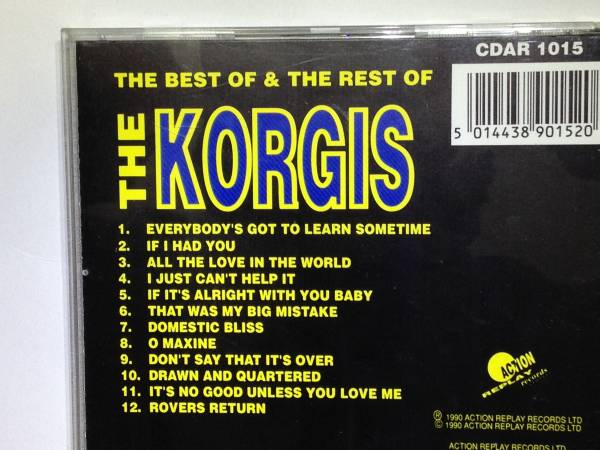 CDAR 1015
THE BEST OF & THE REST OF
THE KORGIS
5 014438 901520
1. EVERYBODY'S GOT TO LEARN SOMETIME
2. IF I HAD YOU
3. ALL THE LOVE IN THE WORLD
4. I JUST CAN'T HELP IT
5. IF IT'S ALRIGHT WITH YOU BABY
6. THAT WAS MY BIG MISTAKE
7. DOMESTIC BLISS
8. O MAXINE
9. DON'T SAY THAT IT'S OVER
10. DRAWN AND QUARTERED
11. IT'S NO GOOD UNLESS YOU LOVE ME
12. ROVERS RETURN
ACTION
REPLAY records
℗ 1990 ACTION REPLAY RECORDS LTD
© 1990 ACTION REPLAY RECORDS LTD
ACTION REPLAY RECORDS LTD